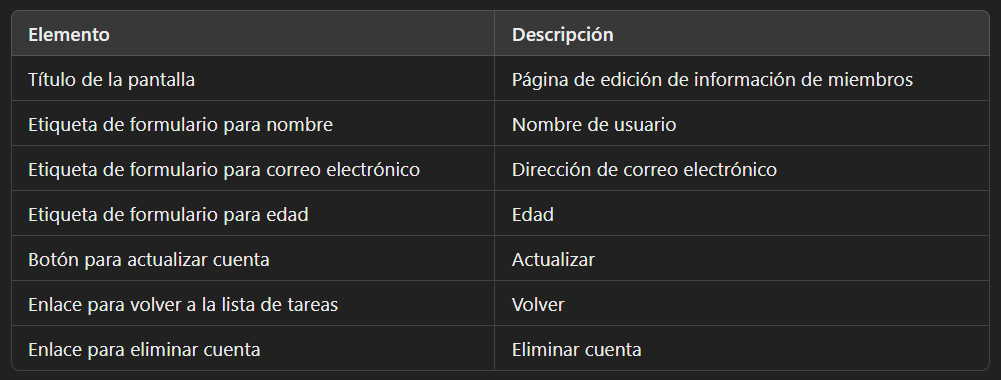 Elemento Descripción
Título de la pantalla Página de edición de información de miembros
Etiqueta de formulario para nombre Nombre de usuario
Etiqueta de formulario para correo electrónico Dirección de correo electrónico
Etiqueta de formulario para edad Edad
Botón para actualizar cuenta Actualizar
Enlace para volver a la lista de tareas Volver
Enlace para eliminar cuenta Eliminar cuenta